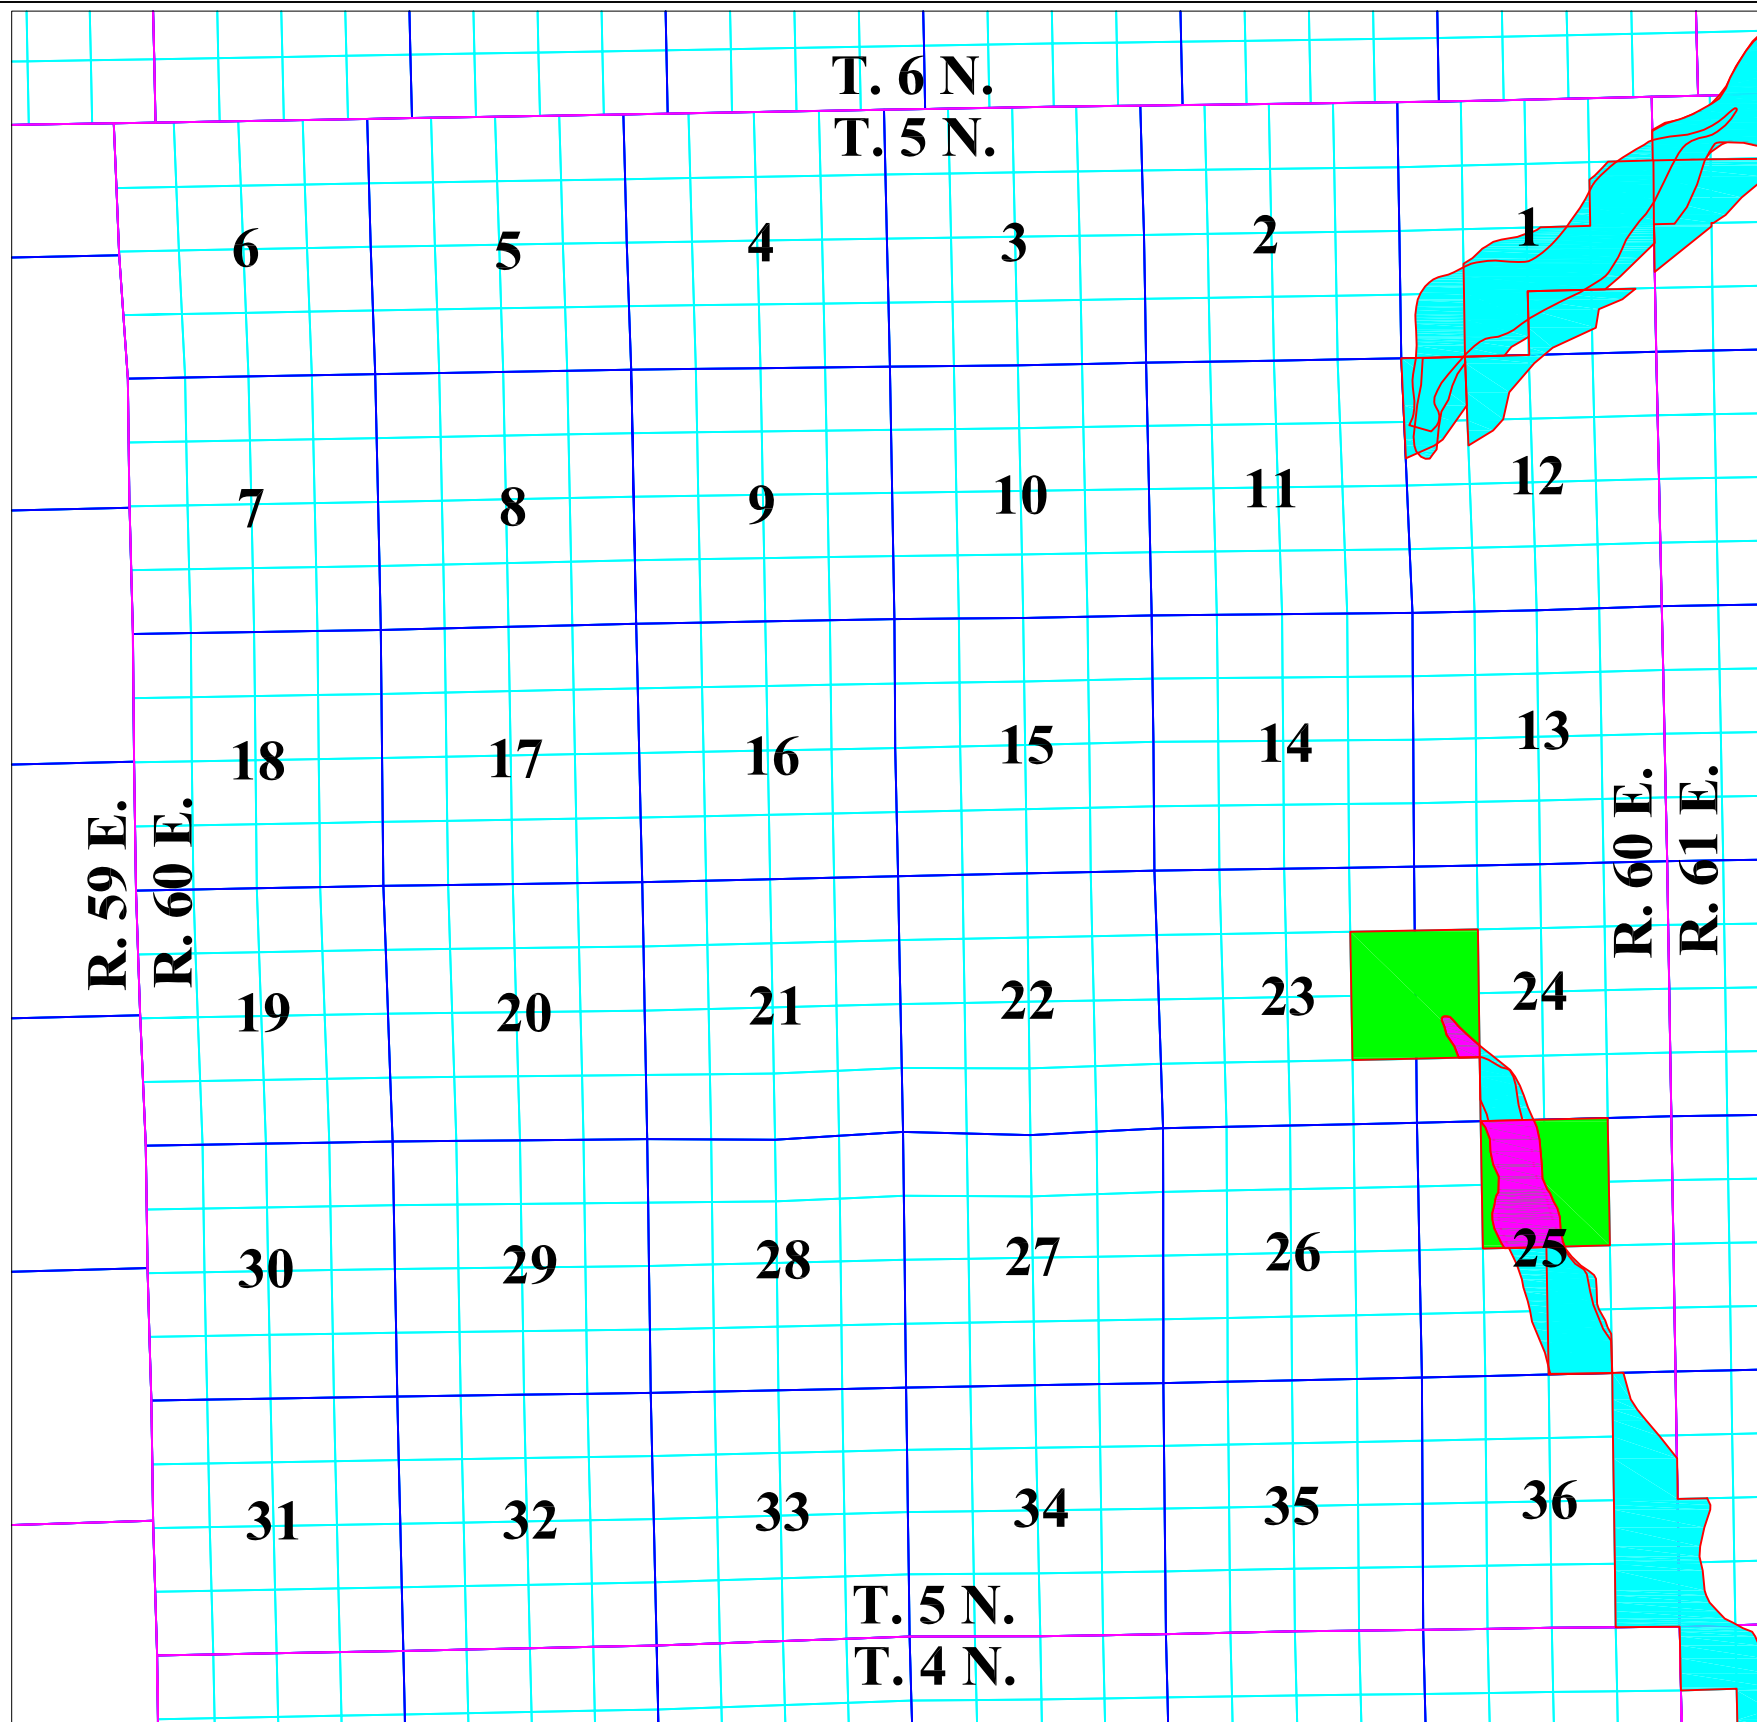 T. 6 N.
T. 5 N.
6 5 4 3 2 1
7 8 9 10 11 12
18 17 16 15 14 13
R. 59 E.
R. 60 E.
R. 60 E.
R. 61 E.
19 20 21 22 23 24
30 29 28 27 26 25
31 32 33 34 35 36
T. 5 N.
T. 4 N.